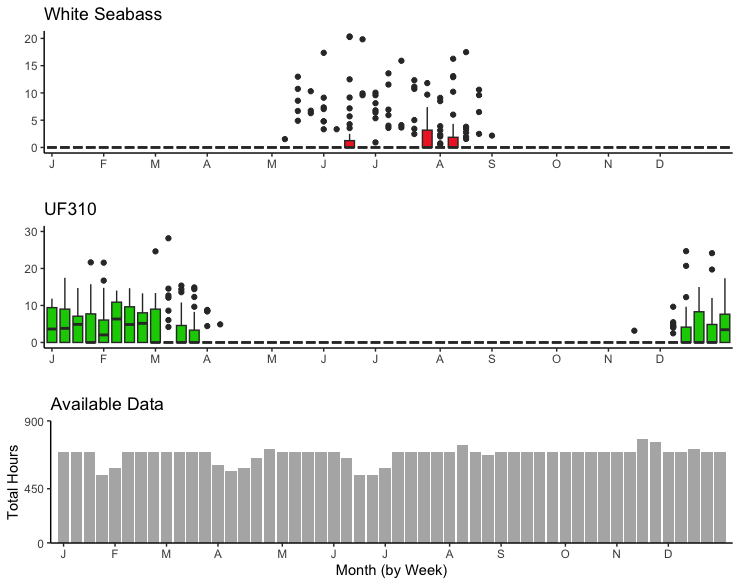 White Seabass
20
15
10
5
0
J F M A M J J A S O N D
UF310
30
20
10
0
J F M A M J J A S O N D
Available Data
900
450
0
Total Hours
J F M A M J J A S O N D
Month (by Week)